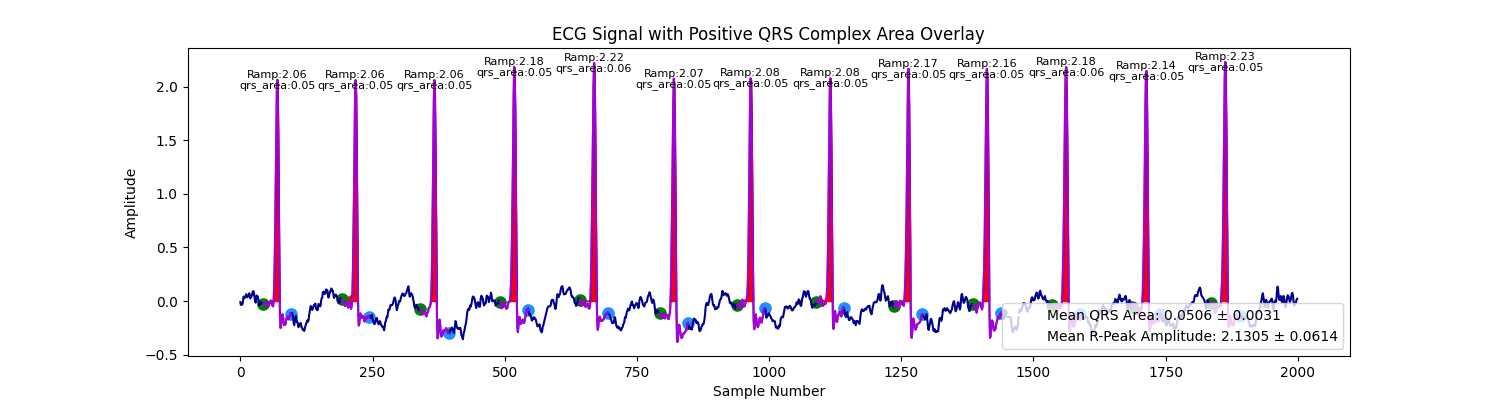 ECG Signal with Positive QRS Complex Area Overlay
Ramp:2.06
qrs_area:0.05
Ramp:2.06
qrs_area:0.05
Ramp:2.06
qrs_area:0.05
Ramp:2.18
qrs_area:0.05
Ramp:2.22
qrs_area:0.06
Ramp:2.07
qrs_area:0.05
Ramp:2.08
qrs_area:0.05
Ramp:2.08
qrs_area:0.05
Ramp:2.17
qrs_area:0.05
Ramp:2.16
qrs_area:0.05
Ramp:2.18
qrs_area:0.06
Ramp:2.14
qrs_area:0.05
Ramp:2.23
qrs_area:0.05
Amplitude
2.0
1.5
1.0
0.5
0.0
−0.5
Mean QRS Area: 0.0506 ± 0.0031
Mean R-Peak Amplitude: 2.1305 ± 0.0614
0 250 500 750 1000 1250 1500 1750 2000
Sample Number